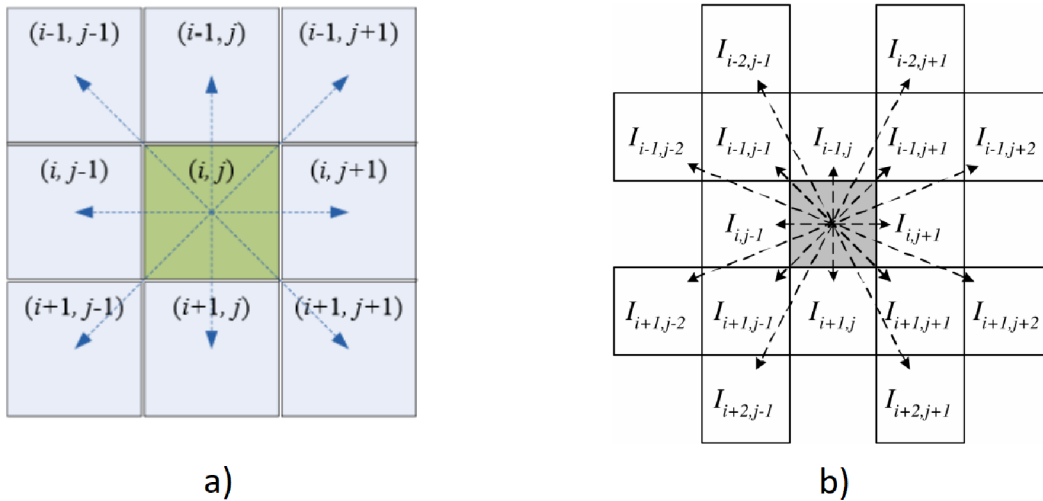 (i-1, j-1) (i-1, j) (i-1, j+1)
(i, j-1) (i, j) (i, j+1)
(i+1, j-1) (i+1, j) (i+1, j+1)
a)
I_{i-2,j-1} I_{i-2,j+1}
I_{i-1,j-2} I_{i-1,j-1} I_{i-1,j} I_{i-1,j+1} I_{i-1,j+2}
I_{i,j-1} I_{i,j+1}
I_{i+1,j-2} I_{i+1,j-1} I_{i+1,j} I_{i+1,j+1} I_{i+1,j+2}
I_{i+2,j-1} I_{i+2,j+1}
b)